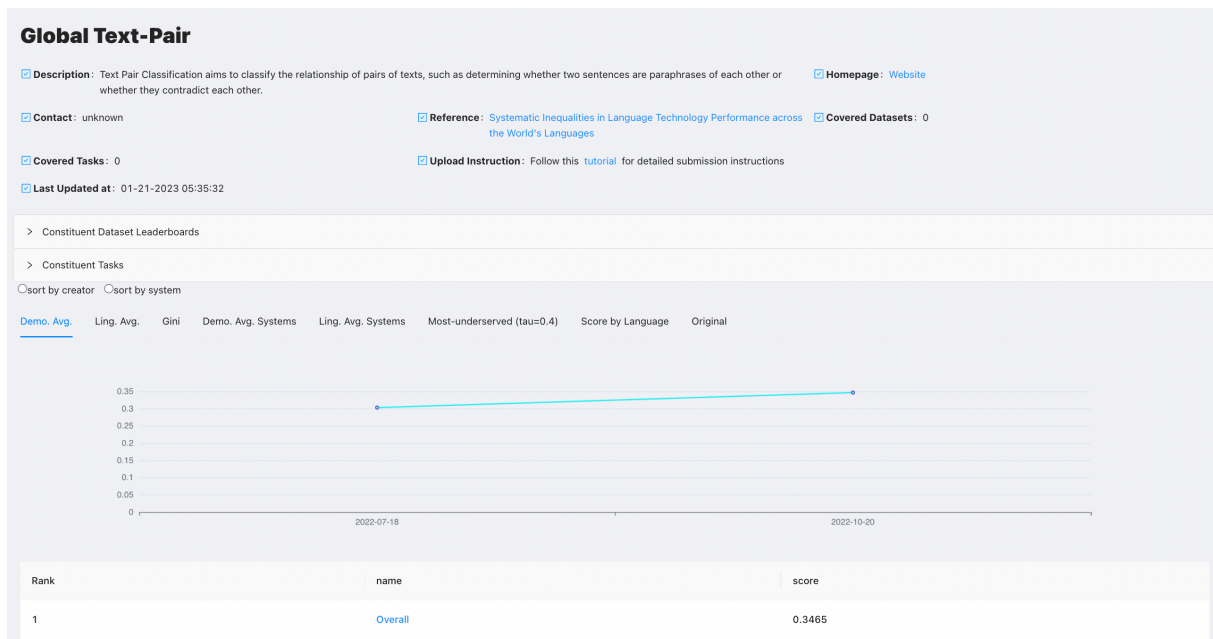 Global Text-Pair
Description: Text Pair Classification aims to classify the relationship of pairs of texts, such as determining whether two sentences are paraphrases of each other or
whether they contradict each other.
Homepage: Website
Contact: unknown
Reference: Systematic Inequalities in Language Technology Performance across
the World's Languages
Covered Datasets: 0
Covered Tasks: 0
Upload Instruction: Follow this tutorial for detailed submission instructions
Last Updated at: 01-21-2023 05:35:32
Constituent Dataset Leaderboards
Constituent Tasks
sort by creator sort by system
Demo. Avg. Ling. Avg. Gini Demo. Avg. Systems Ling. Avg. Systems Most-underserved (tau=0.4) Score by Language Original
0.35
0.3
0.25
0.2
0.15
0.1
0.05
0
2022-07-18 2022-10-20
Rank name score
1 Overall 0.3465